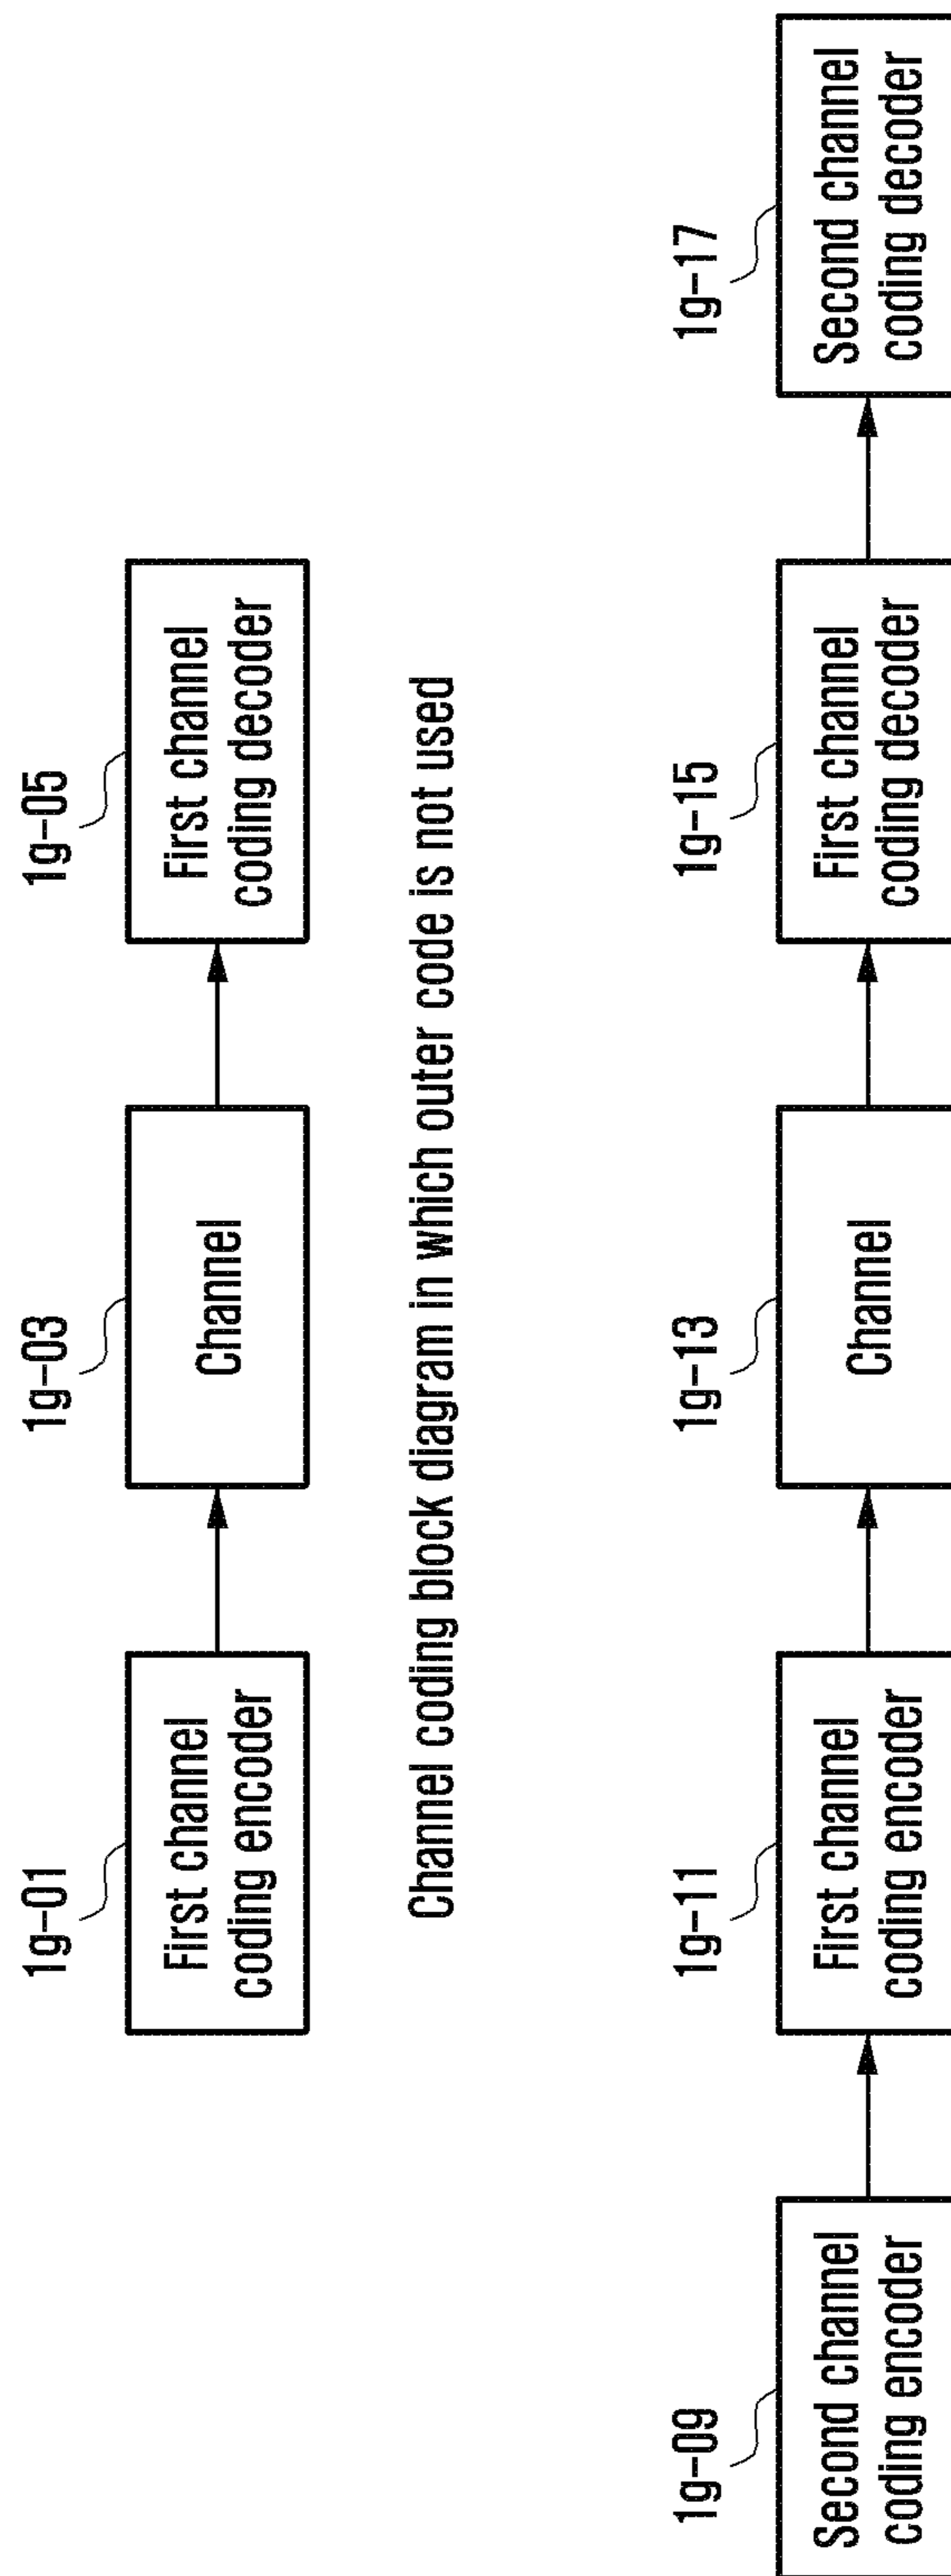 1g-01
1g-03
1g-05
First channel
coding encoder
Channel
First channel
coding decoder
Channel coding block diagram in which outer code is not used
1g-09
1g-11
1g-13
1g-15
1g-17
Second channel
coding encoder
First channel
coding encoder
Channel
First channel
coding decoder
Second channel
coding decoder